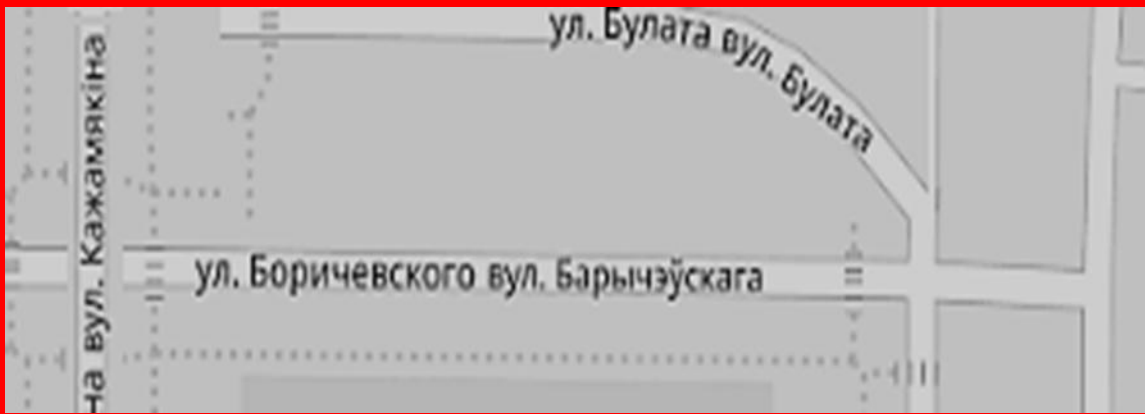 ул. Булата вул. Булата
на вул. Кажамякіна
ул. Боричевского вул. Барычэўскага